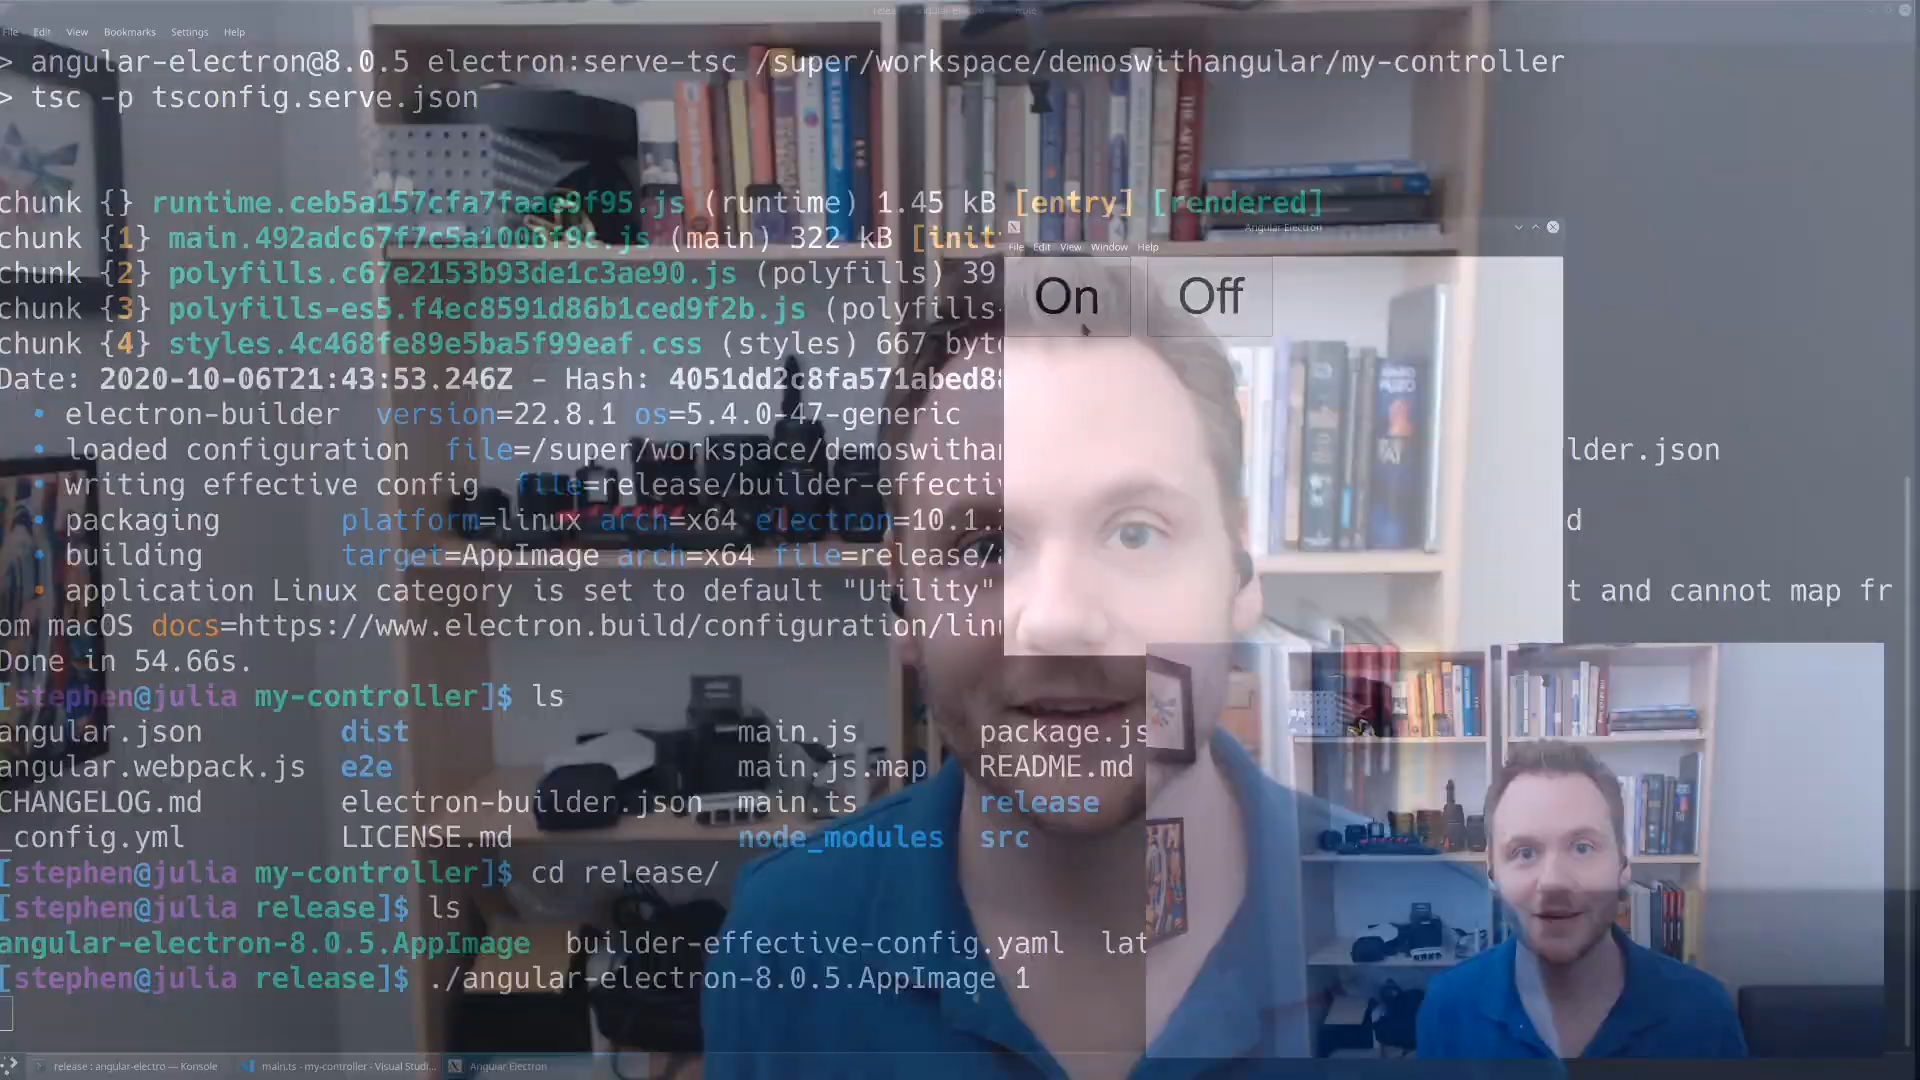 File Edit View Bookmarks Settings Help
> angular-electron@8.0.5 electron:serve-tsc /super/workspace/demoswithangular/my-controller
> tsc -p tsconfig.serve.json
chunk {} runtime.ceb5a157cfa7faae9f95.js (runtime) 1.45 kB [entry] [rendered]
chunk {1} main.492adc67f7c5a1006f9c.js (main) 322 kB [init
chunk {2} polyfills.c67e2153b93de1c3ae90.js (polyfills) 39
chunk {3} polyfills-es5.f4ec8591d86b1ced9f2b.js (polyfills-
chunk {4} styles.4c468fe89e5ba5f99eaf.css (styles) 667 byt
Date: 2020-10-06T21:43:53.246Z - Hash: 4051dd2c8fa571abed8
• electron-builder version=22.8.1 os=5.4.0-47-generic
• loaded configuration file=/super/workspace/demoswithan lder.json
• writing effective config file=release/builder-effectiv
• packaging platform=linux arch=x64 electron=10.1. d
• building target=AppImage arch=x64 file=release/
• application Linux category is set to default "Utility" t and cannot map fr
om macOS docs=https://www.electron.build/configuration/lin
Done in 54.66s.
[stephen@julia my-controller]$ ls
angular.json dist main.js package.js
angular.webpack.js e2e main.js.map README.md
CHANGELOG.md electron-builder.json main.ts release
_config.yml LICENSE.md node_modules src
[stephen@julia my-controller]$ cd release/
[stephen@julia release]$ ls
angular-electron-8.0.5.AppImage builder-effective-config.yaml lat
[stephen@julia release]$ ./angular-electron-8.0.5.AppImage 1
Angular Electron
File Edit View Window Help
On Off
release : angular-electro — Konsole
main.ts - my-controller - Visual Studi...
Angular Electron